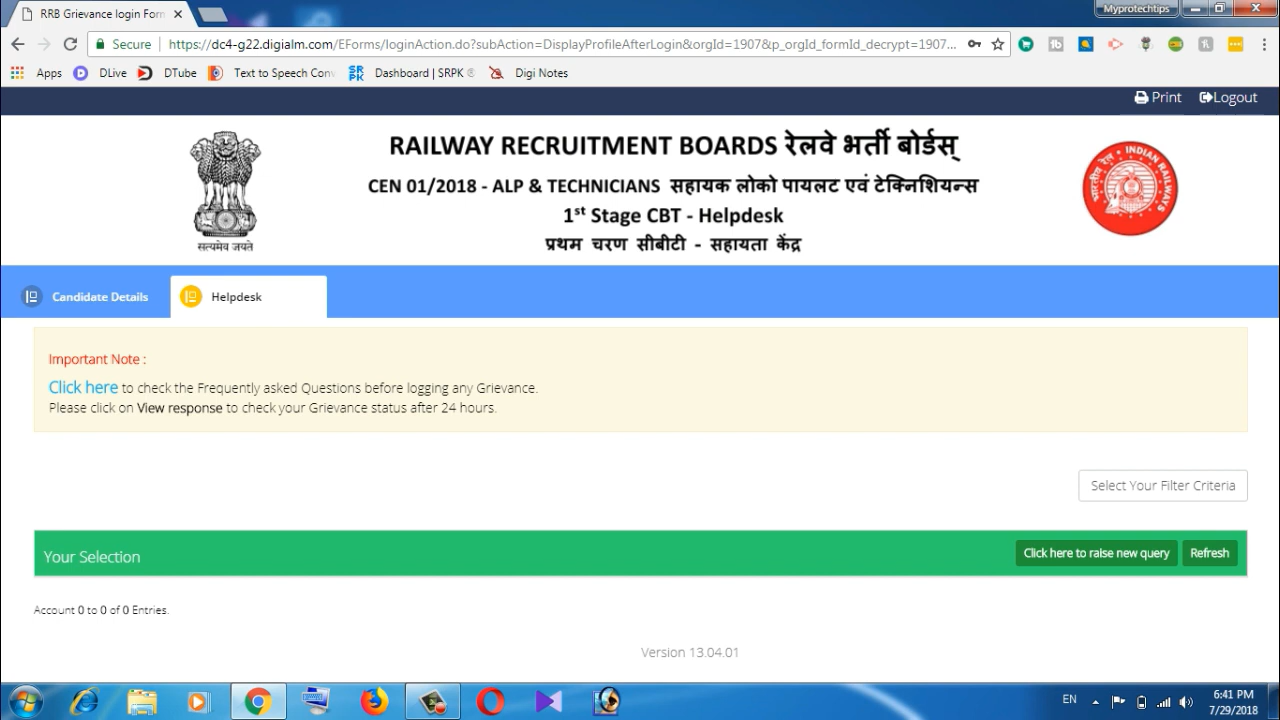 RRB Grievance login Form
Myprotechtips
Secure
https://dc4-g22.digialm.com/EForms/loginAction.do?subAction=DisplayProfileAfterLogin&orgId=1907&p_orgId_formId_decrypt=1907...
Apps
DLive
DTube
Text to Speech Con
Dashboard | SRPK ®
Digi Notes
Print
Logout
RAILWAY RECRUITMENT BOARDS रेलवे भर्ती बोर्डस्
CEN 01/2018 - ALP & TECHNICIANS सहायक लोको पायलट एवं टेक्निशियन्स
1st Stage CBT - Helpdesk
प्रथम चरण सीबीटी - सहायता केंद्र
सत्यमेव जयते
भारतीय रेल INDIAN RAILWAYS
Candidate Details
Helpdesk
Important Note :
Click here to check the Frequently asked Questions before logging any Grievance.
Please click on View response to check your Grievance status after 24 hours.
Select Your Filter Criteria
Your Selection
Click here to raise new query
Refresh
Account 0 to 0 of 0 Entries.
Version 13.04.01
EN
6:41 PM
7/29/2018